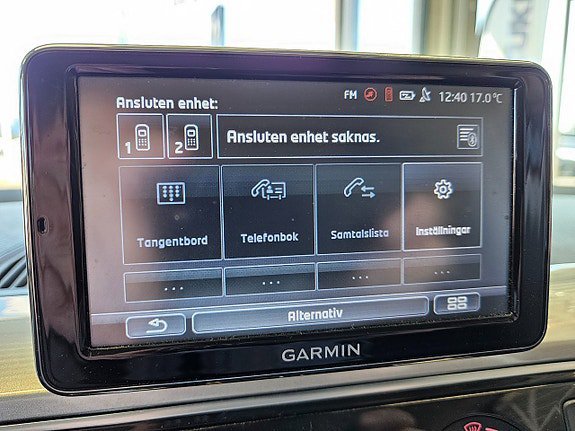 FM 12:40 17.0°C
Ansluten enhet:
1 2 Ansluten enhet saknas.
Tangentbord Telefonbok Samtalslista Inställningar
... ... ... ...
Alternativ
GARMIN